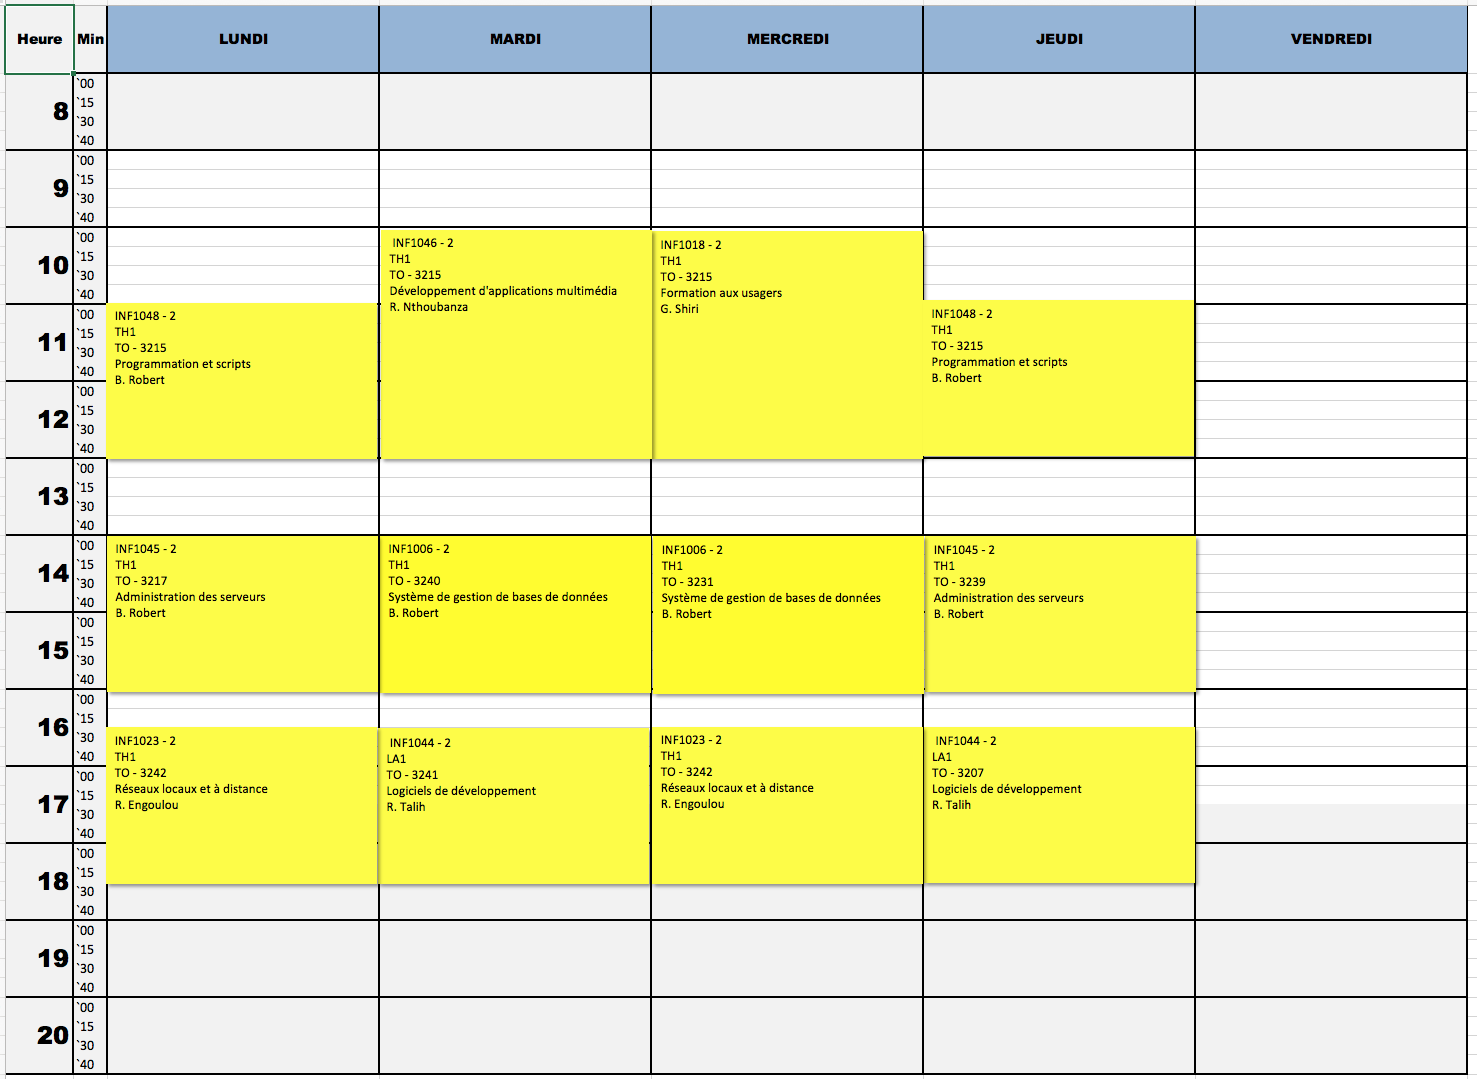 Heure Min LUNDI MARDI MERCREDI JEUDI VENDREDI
8
`00
`15
`30
`40
9
`00
`15
`30
`40
10
`00
`15
`30
`40
11
`00
`15
`30
`40
12
`00
`15
`30
`40
13
`00
`15
`30
`40
14
`00
`15
`30
`40
15
`00
`15
`30
`40
16
`00
`15
`30
`40
17
`00
`15
`30
`40
18
`00
`15
`30
`40
19
`00
`15
`30
`40
20
`00
`15
`30
`40
INF1048 - 2
TH1
TO - 3215
Programmation et scripts
B. Robert
INF1045 - 2
TH1
TO - 3217
Administration des serveurs
B. Robert
INF1023 - 2
TH1
TO - 3242
Réseaux locaux et à distance
R. Engoulou
INF1046 - 2
TH1
TO - 3215
Développement d'applications multimédia
R. Nthoubanza
INF1006 - 2
TH1
TO - 3240
Système de gestion de bases de données
B. Robert
INF1044 - 2
LA1
TO - 3241
Logiciels de développement
R. Talih
INF1018 - 2
TH1
TO - 3215
Formation aux usagers
G. Shiri
INF1006 - 2
TH1
TO - 3231
Système de gestion de bases de données
B. Robert
INF1023 - 2
TH1
TO - 3242
Réseaux locaux et à distance
R. Engoulou
INF1048 - 2
TH1
TO - 3215
Programmation et scripts
B. Robert
INF1045 - 2
TH1
TO - 3239
Administration des serveurs
B. Robert
INF1044 - 2
LA1
TO - 3207
Logiciels de développement
R. Talih